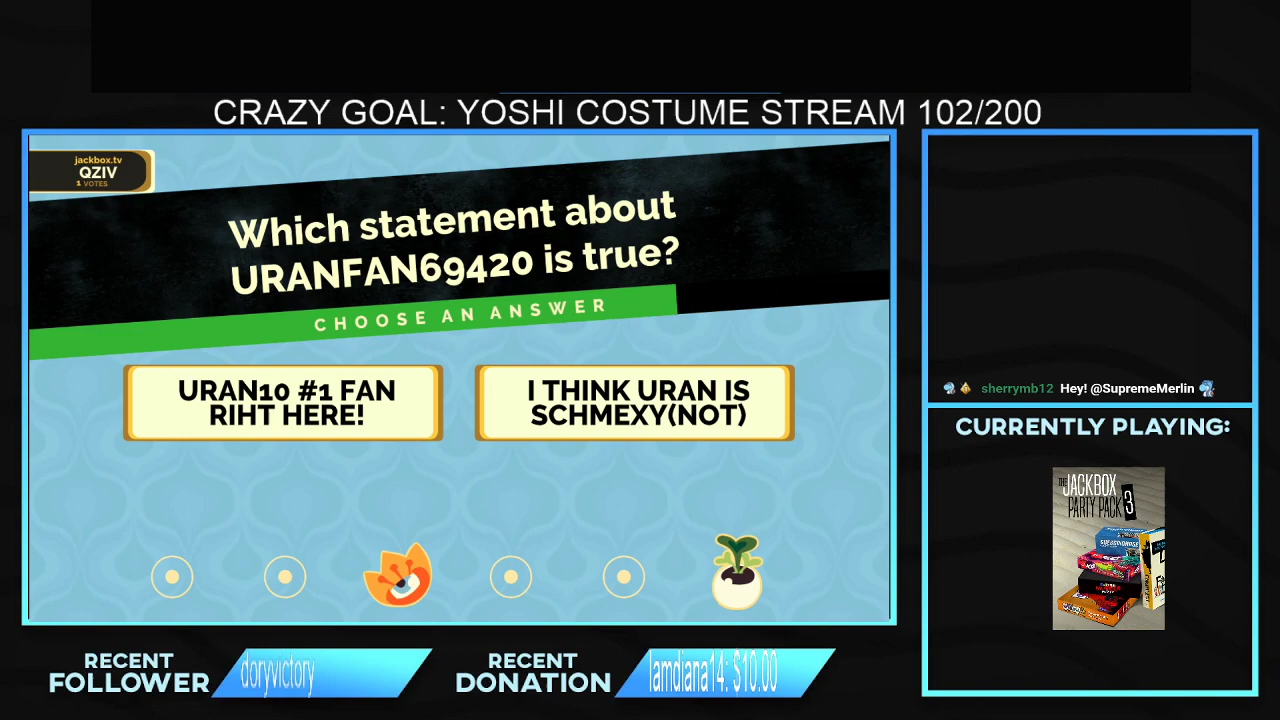 CRAZY GOAL: YOSHI COSTUME STREAM 102/200
jackbox.tv
QZIV
1 VOTES
Which statement about
URANFAN69420 is true?
CHOOSE AN ANSWER
URAN10 #1 FAN
RIHT HERE!
I THINK URAN IS
SCHMEXY(NOT)
sherrymb12 Hey! @SupremeMerlin
CURRENTLY PLAYING:
THE
JACKBOX
PARTY PACK 3
RECENT
FOLLOWER
doryvictory
RECENT
DONATION
Iamdiana14: $10.00